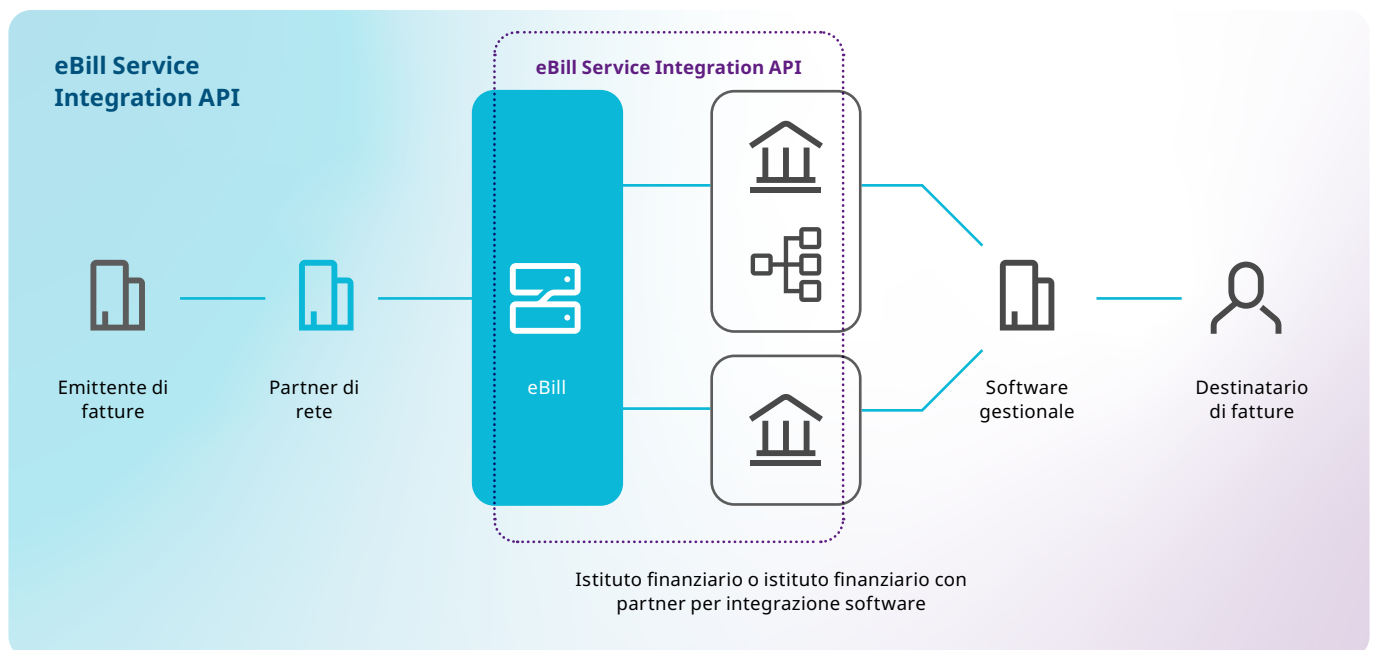 eBill Service
Integration API
eBill Service Integration API
Emittente di
fatture
Partner di
rete
eBill
Software
gestionale
Destinatario
di fatture
Istituto finanziario o istituto finanziario con
partner per integrazione software